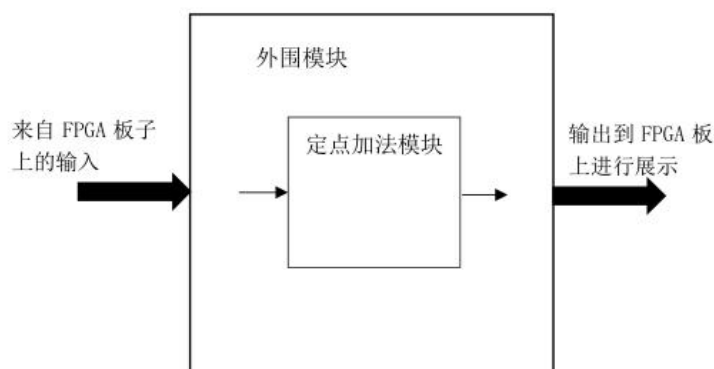 外围模块
来自 FPGA 板子
上的输入
定点加法模块
输出到 FPGA 板
上进行展示